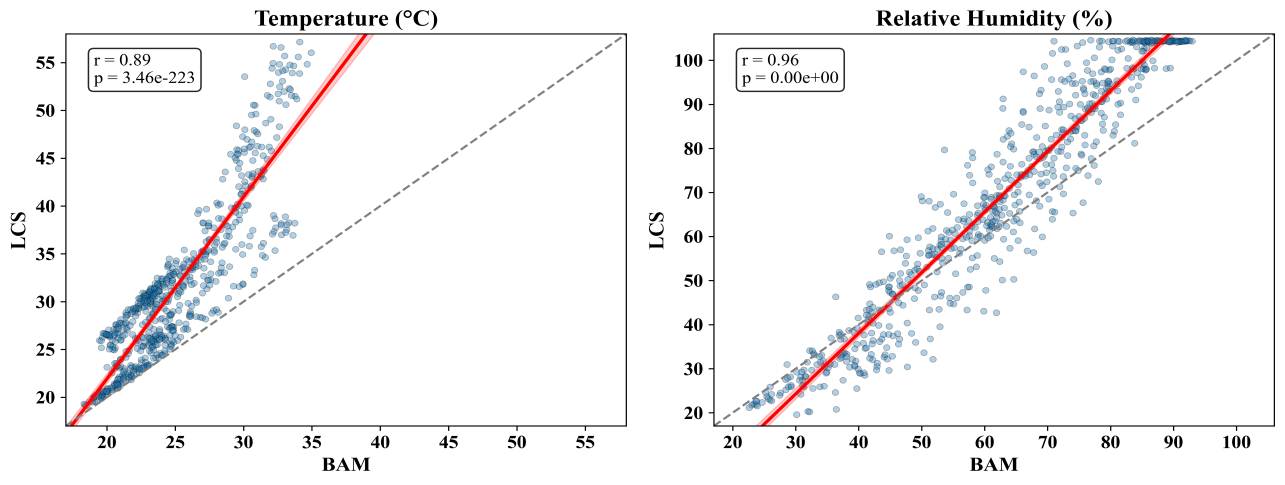 Temperature (°C)
r = 0.89
p = 3.46e-223
55
50
45
40
35
30
25
20
LCS
20 25 30 35 40 45 50 55
BAM
Relative Humidity (%)
r = 0.96
p = 0.00e+00
100
90
80
70
60
50
40
30
20
LCS
20 30 40 50 60 70 80 90 100
BAM